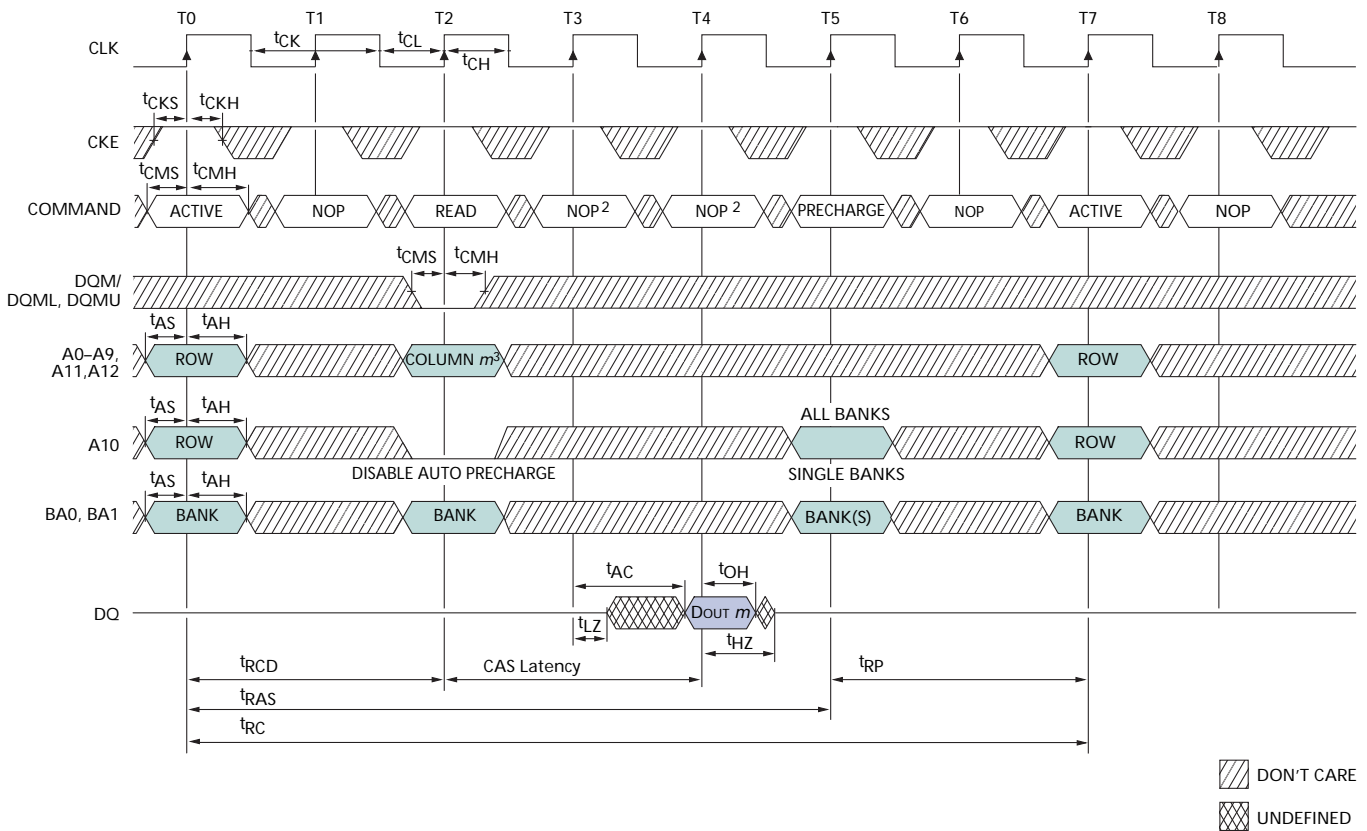 T0 T1 T2 T3 T4 T5 T6 T7 T8
CLK
tCK tCL
tCH
tCKS tCKH
CKE
tCMS tCMH
COMMAND ACTIVE NOP READ NOP 2 NOP 2 PRECHARGE NOP ACTIVE NOP
tCMS tCMH
DQM/
DQML, DQMU
tAS tAH
A0–A9,
A11,A12
ROW COLUMN m3 ROW
tAS tAH
ALL BANKS
A10 ROW ROW
DISABLE AUTO PRECHARGE SINGLE BANKS
tAS tAH
BA0, BA1 BANK BANK BANK(S) BANK
tAC tOH
DQ DOUT m
tLZ tHZ
tRCD CAS Latency tRP
tRAS
tRC
DON'T CARE
UNDEFINED